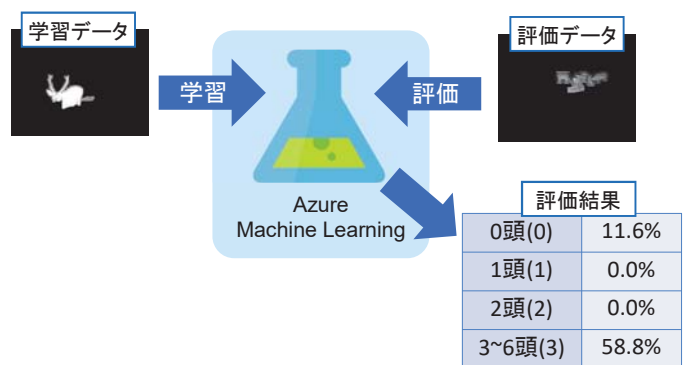 学習データ
評価データ
学習
評価
Azure
Machine Learning
評価結果
0頭(0) 11.6%
1頭(1) 0.0%
2頭(2) 0.0%
3~6頭(3) 58.8%